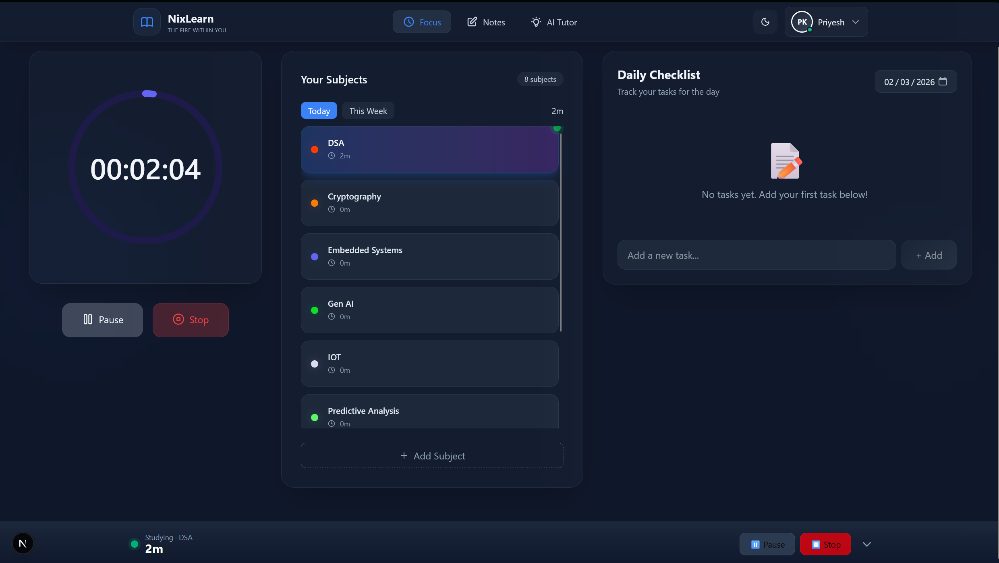 NixLearn
THE FIRE WITHIN YOU
Focus
Notes
AI Tutor
PK
Priyesh
00:02:04
Pause
Stop
Your Subjects
8 subjects
Today
This Week
2m
DSA
2m
Cryptography
0m
Embedded Systems
0m
Gen AI
0m
IOT
0m
Predictive Analysis
0m
+ Add Subject
Daily Checklist
Track your tasks for the day
02 / 03 / 2026
No tasks yet. Add your first task below!
Add a new task...
+ Add
N
Studying · DSA
2m
Pause
Stop